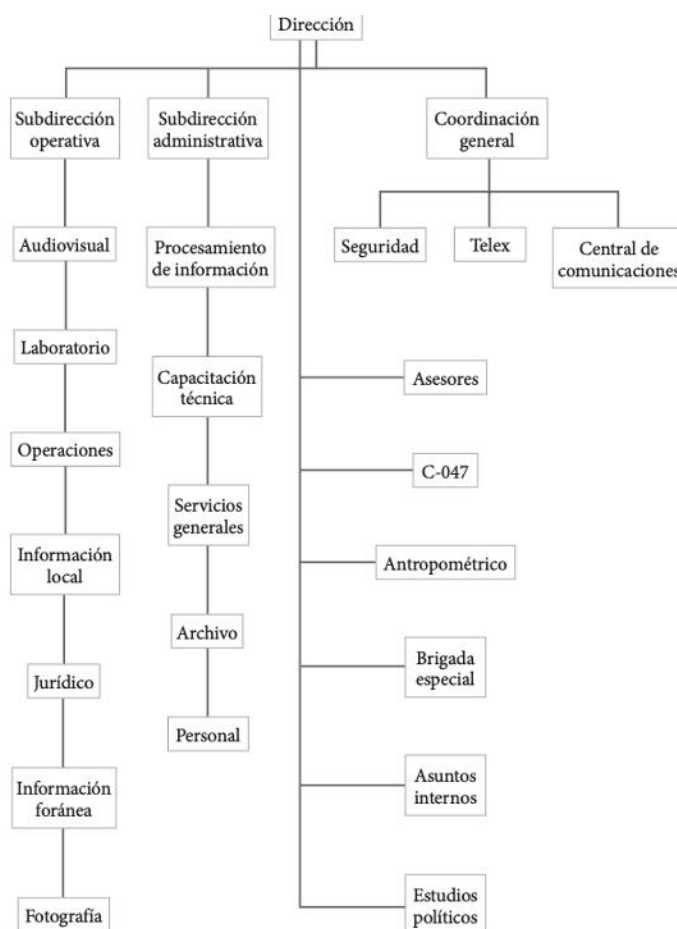 Dirección
Subdirección
operativa
Subdirección
administrativa
Coordinación
general
Audiovisual
Procesamiento
de información
Seguridad
Telex
Central de
comunicaciones
Laboratorio
Capacitación
técnica
Asesores
Operaciones
C-047
Servicios
generales
Información
local
Antropométrico
Archivo
Jurídico
Brigada
especial
Personal
Información
foránea
Asuntos
internos
Fotografía
Estudios
políticos